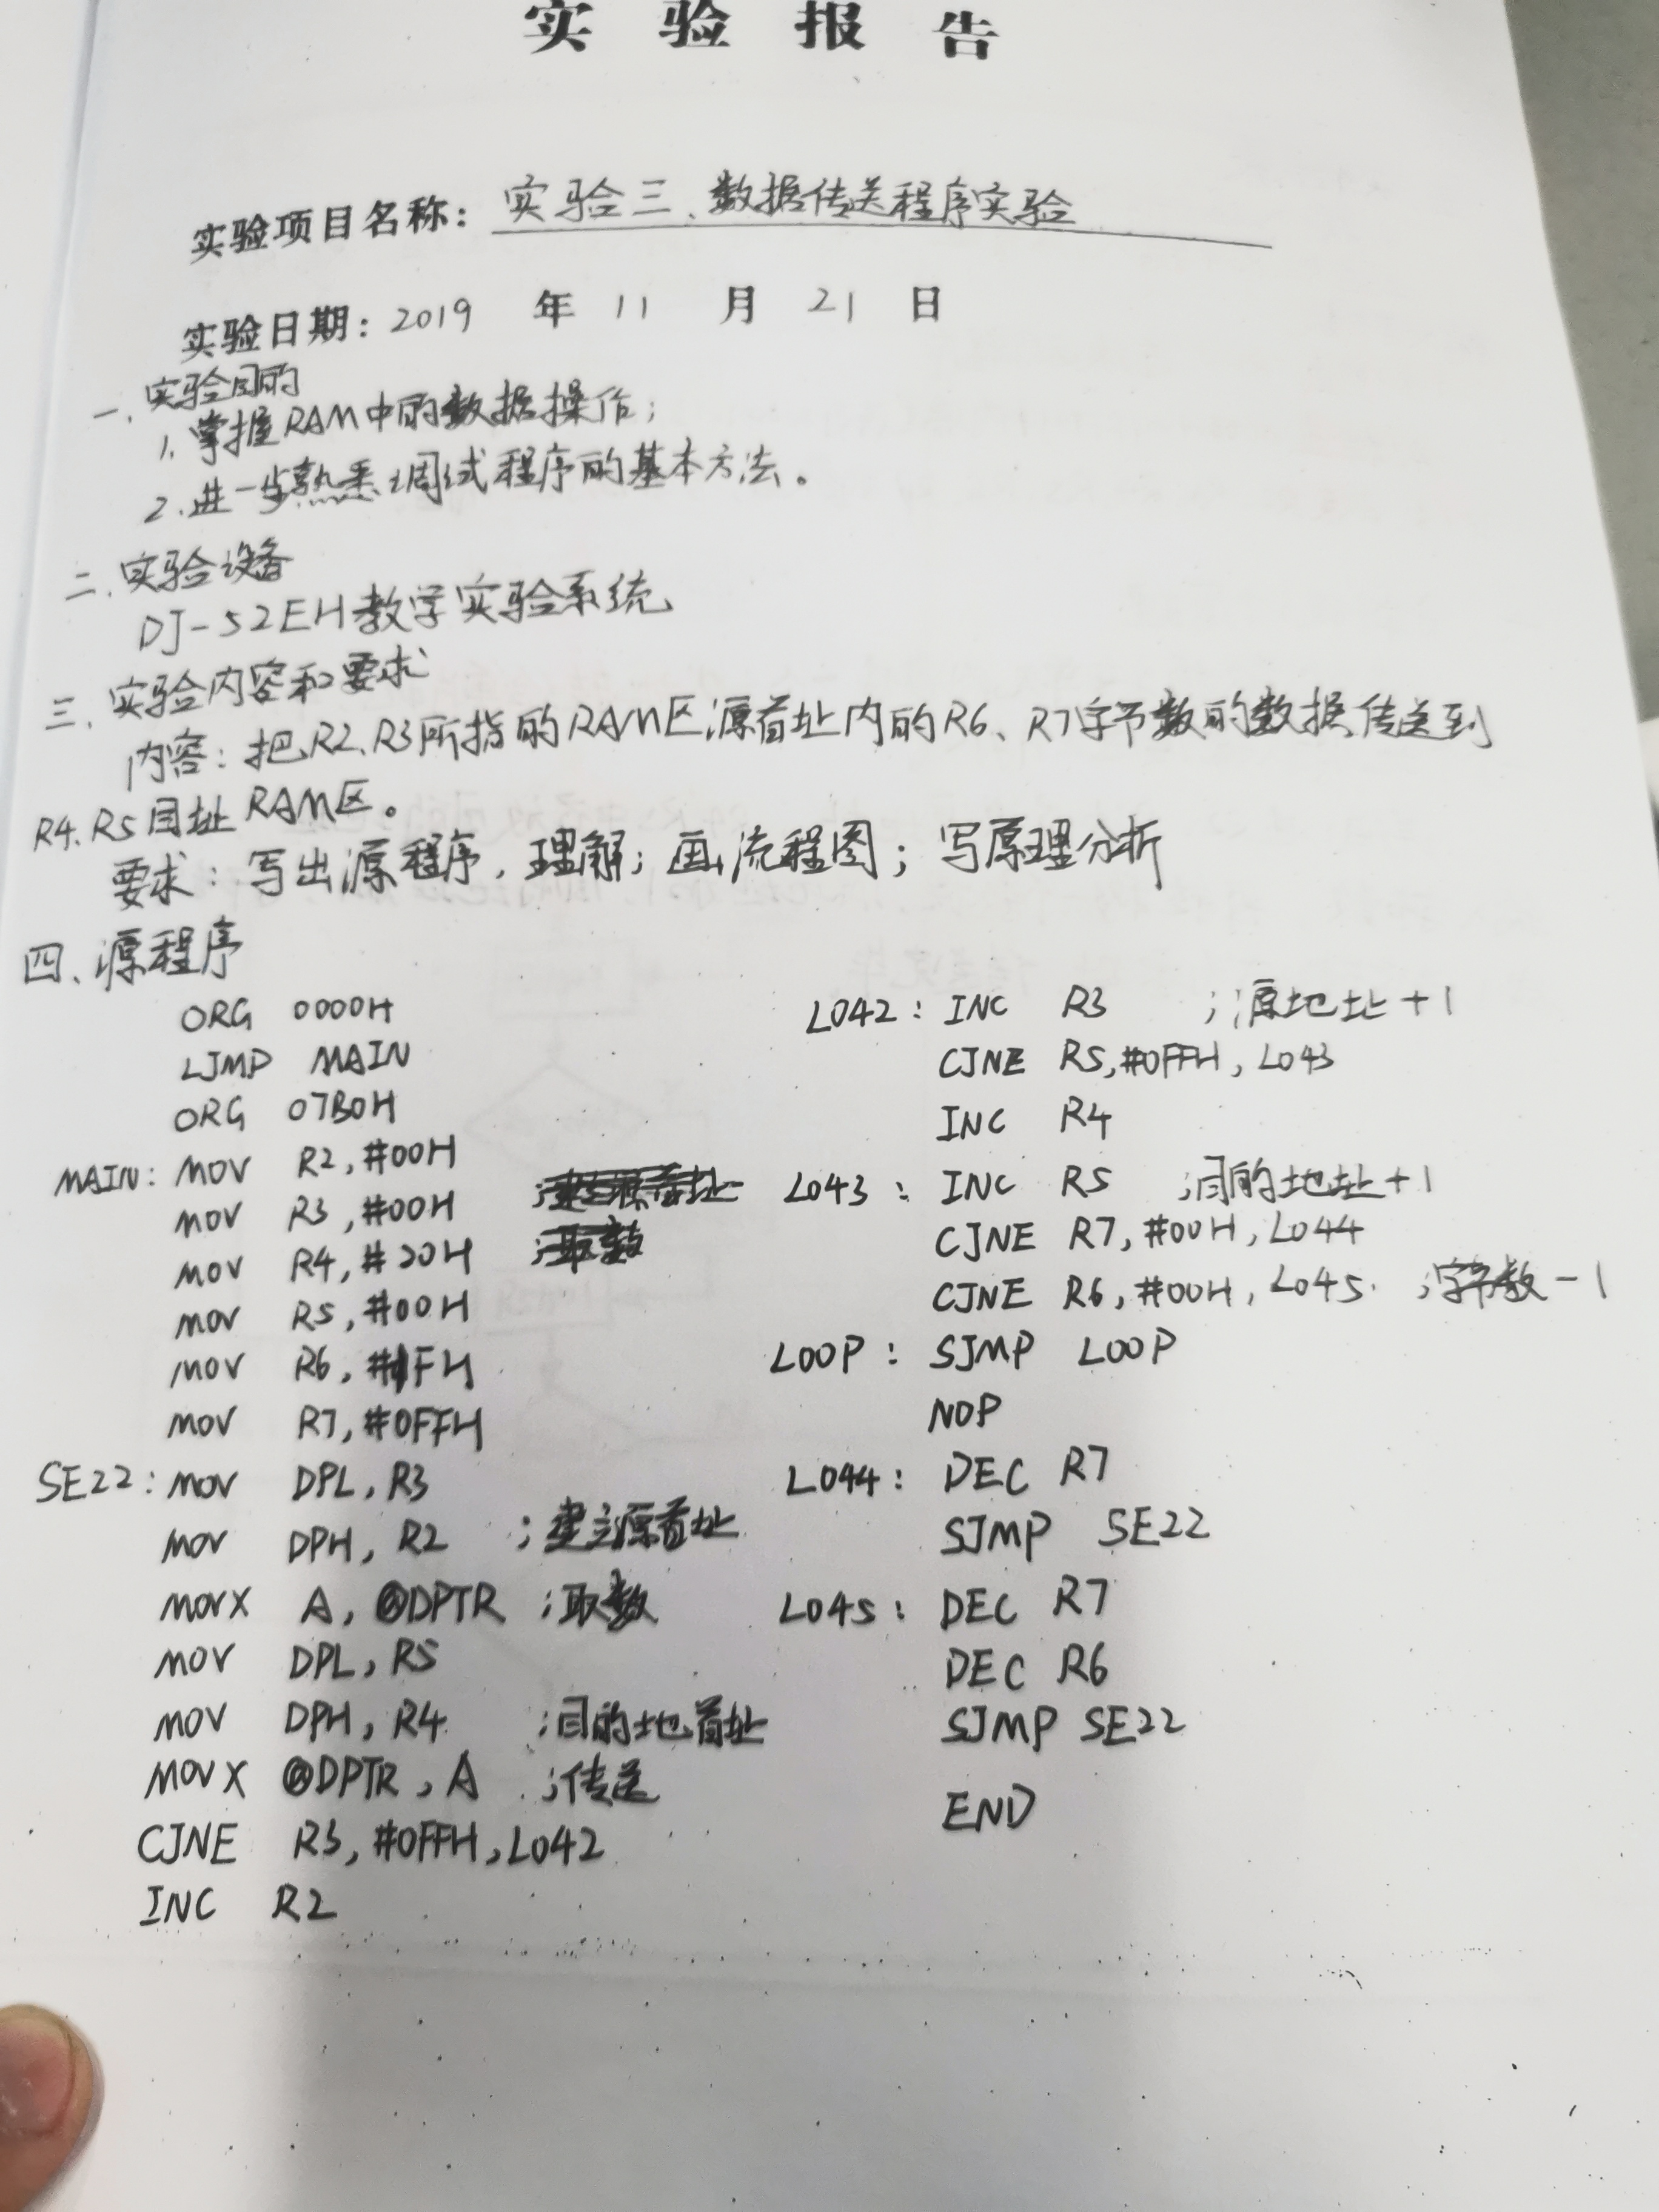 实验报告
实验项目名称：实验三、数据传送程序实验
实验日期：2019 年 11 月 21 日
一、实验目的
1.掌握RAM中的数据操作；
2.进一步熟悉调试程序的基本方法。
二、实验设备
DJ-52EH教学实验系统
三、实验内容和要求
内容：把R2、R3所指的RAM区源首址内的R6、R7字节数的数据传送到
R4、R5目址RAM区。
要求：写出源程序，理解；画流程图；写原理分析
四、源程序
ORG 0000H
LJMP MAIN
ORG 07B0H
MAIN: MOV R2, #00H
MOV R3, #00H
MOV R4, #20H
MOV R5, #00H
MOV R6, #1FH
MOV R7, #0FFH
SE22: MOV DPL, R3
MOV DPH, R2 ；建立源首址
MOVX A, @DPTR ；取数
MOV DPL, R5
MOV DPH, R4 ；目的地首址
MOVX @DPTR, A ；传送
CJNE R3, #0FFH, L042
INC R2
L042: INC R3 ；源地址+1
CJNE R5, #0FFH, L043
INC R4
L043: INC R5 ；目的地址+1
CJNE R7, #00H, L044
CJNE R6, #00H, L045 ；字节数-1
LOOP: SJMP LOOP
NOP
L044: DEC R7
SJMP SE22
L045: DEC R7
DEC R6
SJMP SE22
END